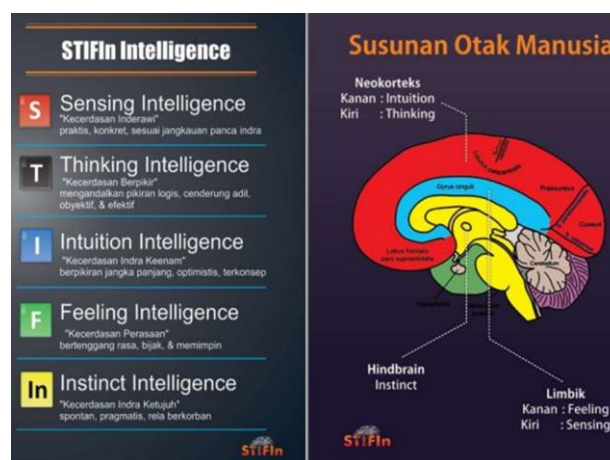 STIFIn Intelligence
S
Sensing Intelligence
"Kecerdasan Inderawi"
praktis, konkret, sesuai jangkauan panca indra
T
Thinking Intelligence
"Kecerdasan Berpikir"
mengandalkan pikiran logis, cenderung adil,
obyektif, & efektif
I
Intuition Intelligence
"Kecerdasan Indra Keenam"
berpikiran jangka panjang, optimistis, terkonsep
F
Feeling Intelligence
"Kecerdasan Perasaan"
bertenggang rasa, bijak, & memimpin
In
Instinct Intelligence
"Kecerdasan Indra Ketujuh"
spontan, pragmatis, rela berkorban
STIFIn
Susunan Otak Manusia
Neokorteks
Kanan : Intuition
Kiri : Thinking
Gyrus cinguli
Praecuneus
Cuneus
Cerebellum
Hindbrain
Instinct
Limbik
Kanan : Feeling
Kiri : Sensing
STIFIn